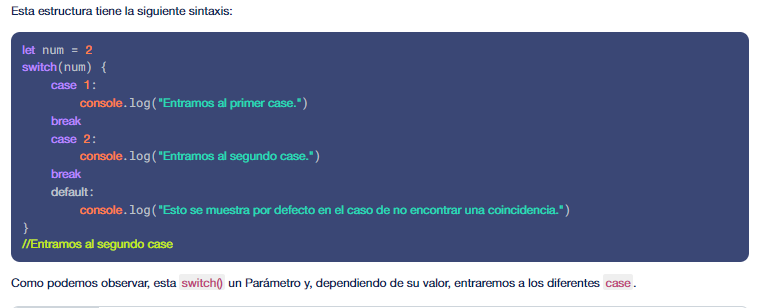 Esta estructura tiene la siguiente sintaxis:
let num = 2
switch(num) {
    case 1:
        console.log("Entramos al primer case.")
    break
    case 2:
        console.log("Entramos al segundo case.")
    break
    default:
        console.log("Esto se muestra por defecto en el caso de no encontrar una coincidencia.")
}
//Entramos al segundo case
Como podemos observar, esta switch() un Parámetro y, dependiendo de su valor, entraremos a los diferentes case.